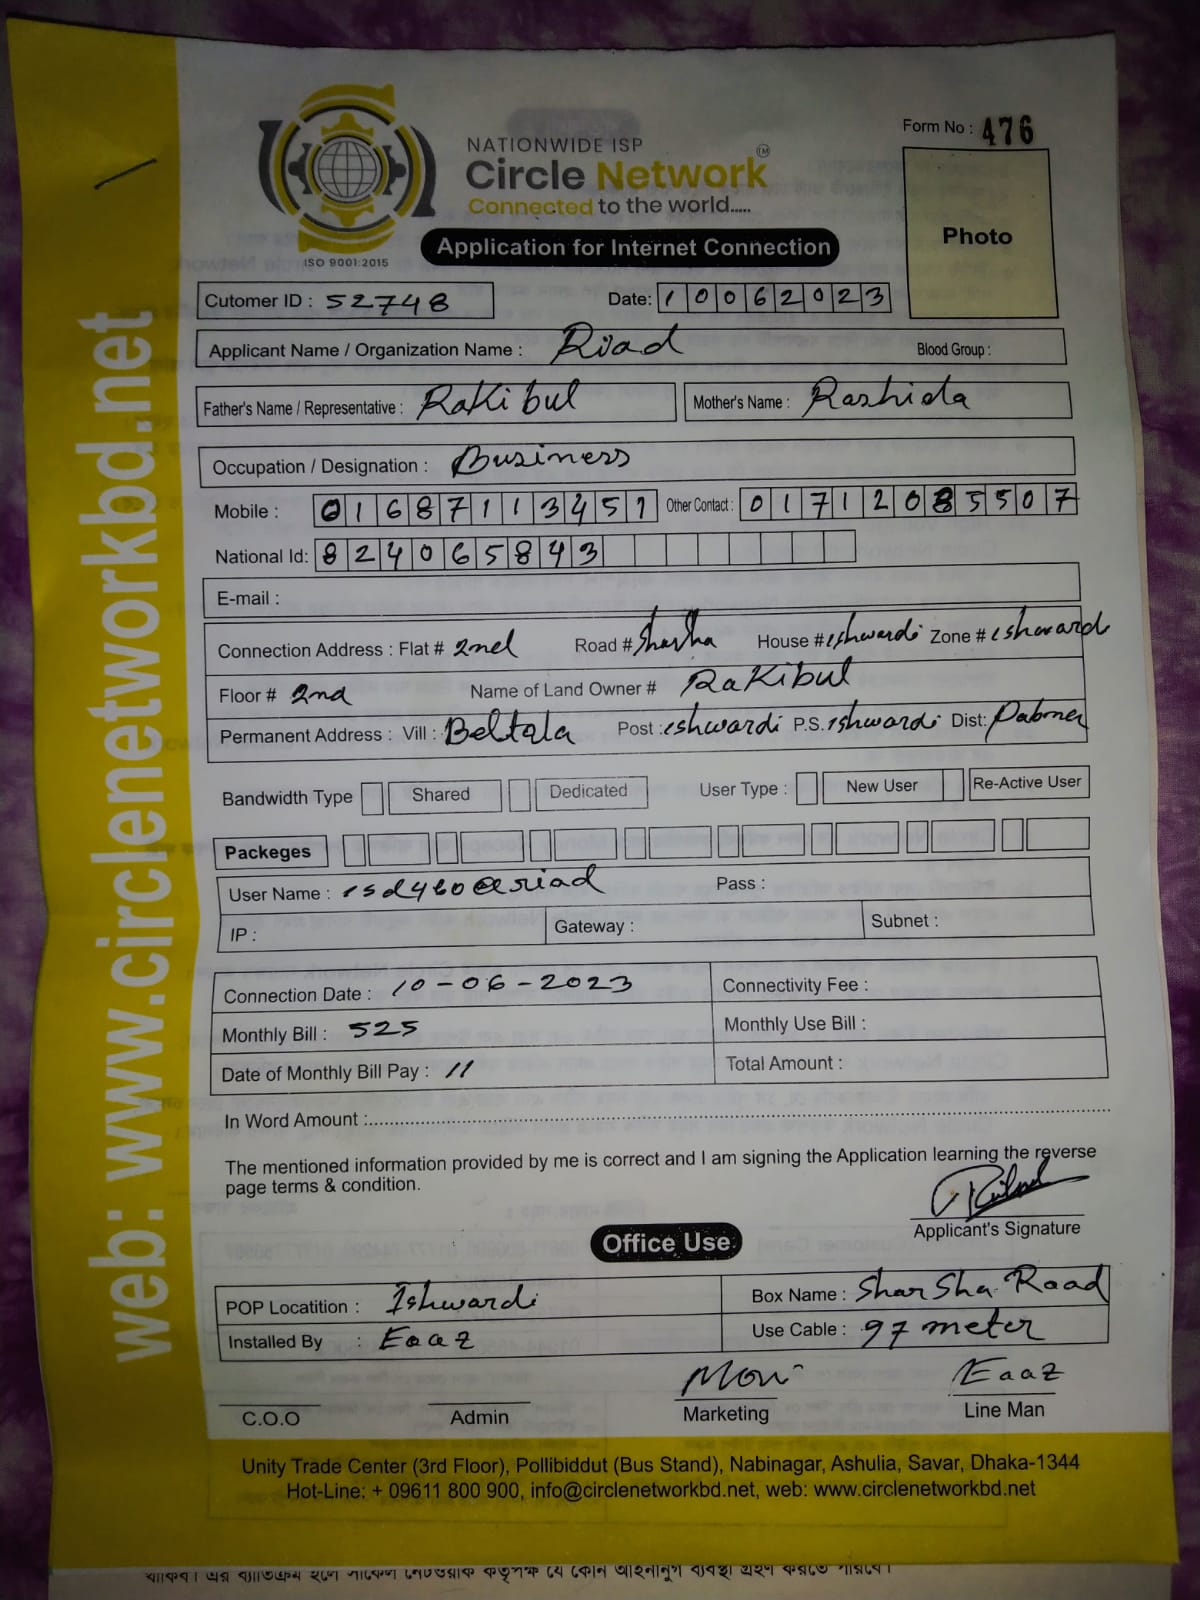 NATIONWIDE ISP
Circle Network TM
Connected to the world.....
ISO 9001:2015
Form No : 476
Photo
Application for Internet Connection
Cutomer ID : 52748 Date: 10062023
Applicant Name / Organization Name : Riad Blood Group :
Father's Name / Representative : Rakibul Mother's Name : Rashida
Occupation / Designation : Business
Mobile : 01687113457 Other Contact : 01712085507
National Id: 824065843
E-mail :
Connection Address : Flat # 2nd Road # Sharsha House # ishwardi Zone # ishwardi
Floor # 2nd Name of Land Owner # Rakibul
Permanent Address : Vill : Beltala Post : ishwardi P.S. ishwardi Dist: Pabna
Bandwidth Type Shared Dedicated User Type : New User Re-Active User
Packeges
User Name : isd460@riad Pass :
IP : Gateway : Subnet :
Connection Date : 10-06-2023 Connectivity Fee :
Monthly Bill : 525 Monthly Use Bill :
Date of Monthly Bill Pay : 11 Total Amount :
In Word Amount :
The mentioned information provided by me is correct and I am signing the Application learning the reverse
page terms & condition.
Applicant's Signature
Office Use
POP Locatition : Ishwardi Box Name : SharSha Road
Installed By : Eaaz Use Cable : 97 meter
Moni Eaaz
C.O.O Admin Marketing Line Man
Unity Trade Center (3rd Floor), Pollibiddut (Bus Stand), Nabinagar, Ashulia, Savar, Dhaka-1344
Hot-Line: + 09611 800 900, info@circlenetworkbd.net, web: www.circlenetworkbd.net
web: www.circlenetworkbd.net